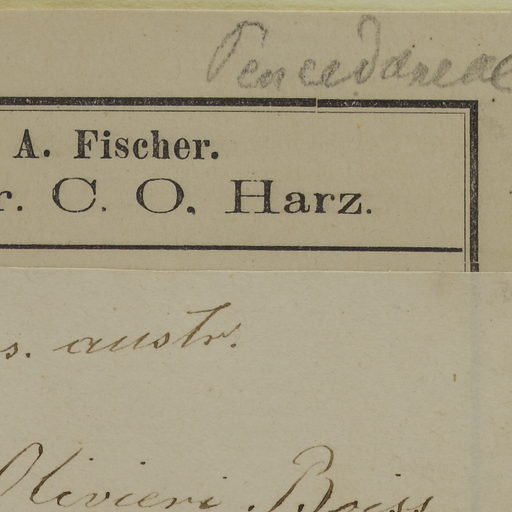 Peucedaneae
A. Fischer.
r. C. O. Harz.
s. austr.
Olivieri . Boiss